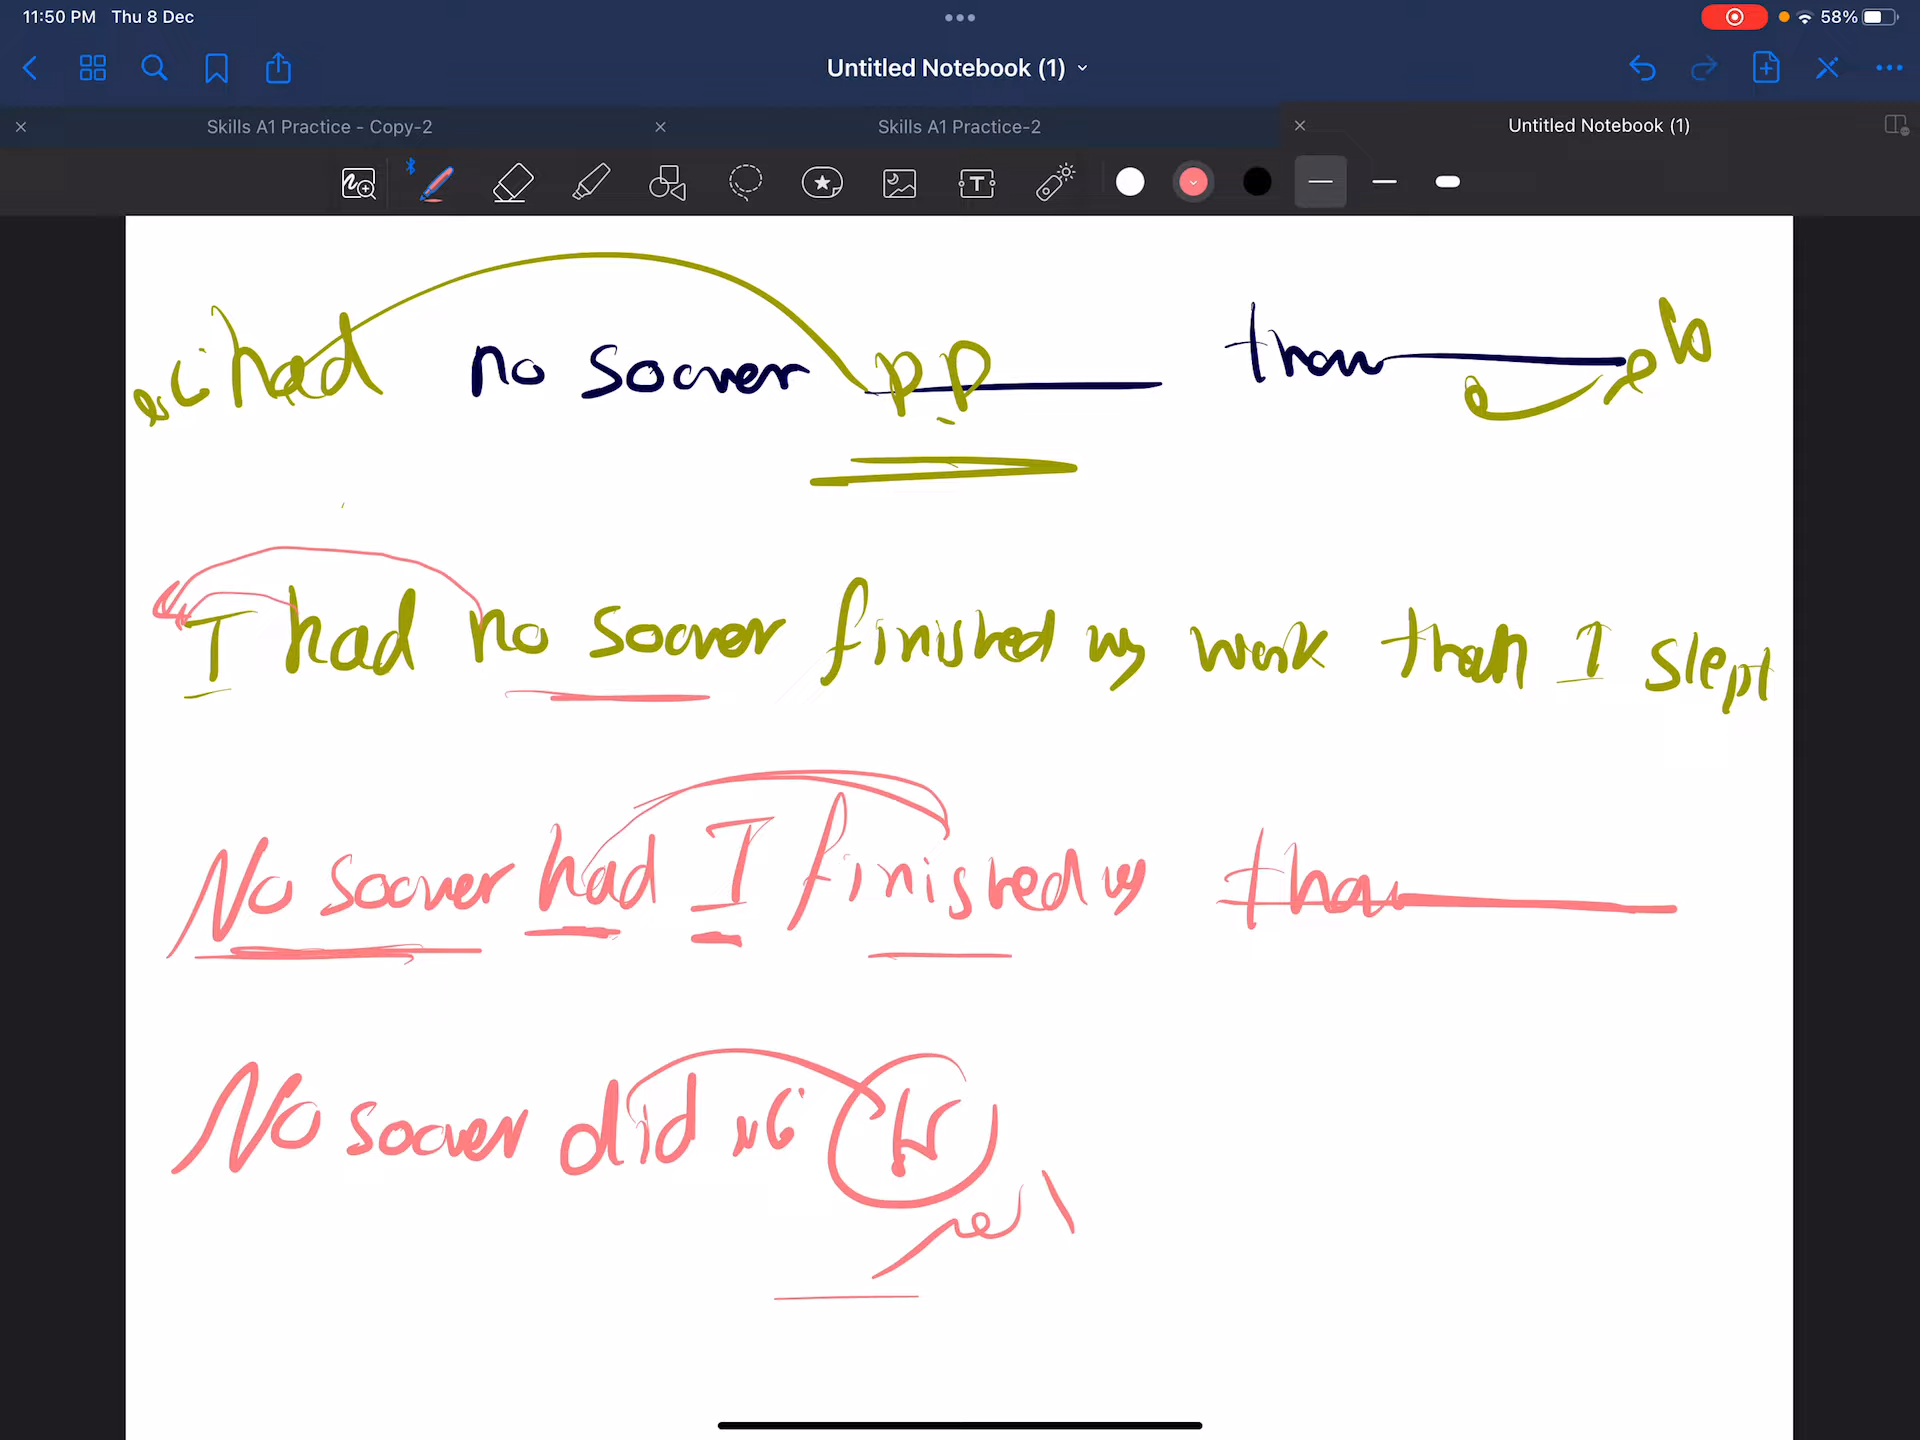 11:50 PM Thu 8 Dec 58%
Untitled Notebook (1)
Skills A1 Practice - Copy-2 Skills A1 Practice-2 Untitled Notebook (1)
had no sooner pp than
I had no sooner finished my work than I slept
No sooner had I finished my than
No sooner did